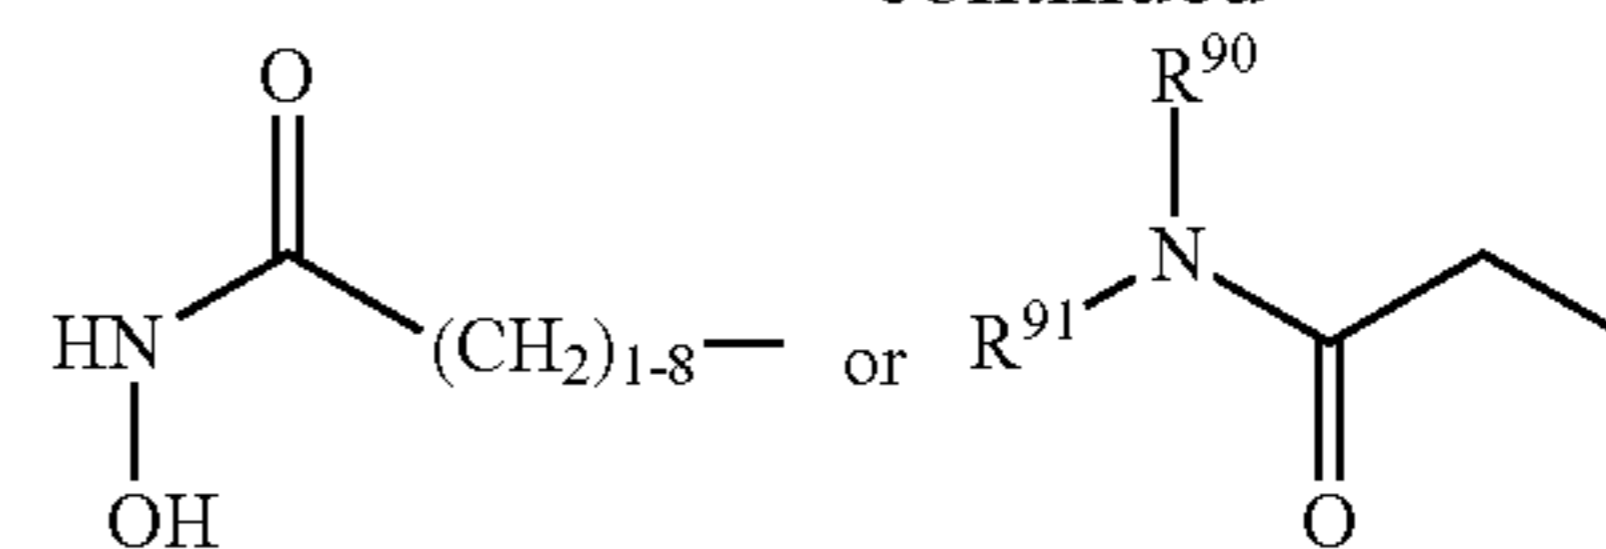 O R⁹⁰
N
HN (CH₂)₁₋₈— or R⁹¹
OH O